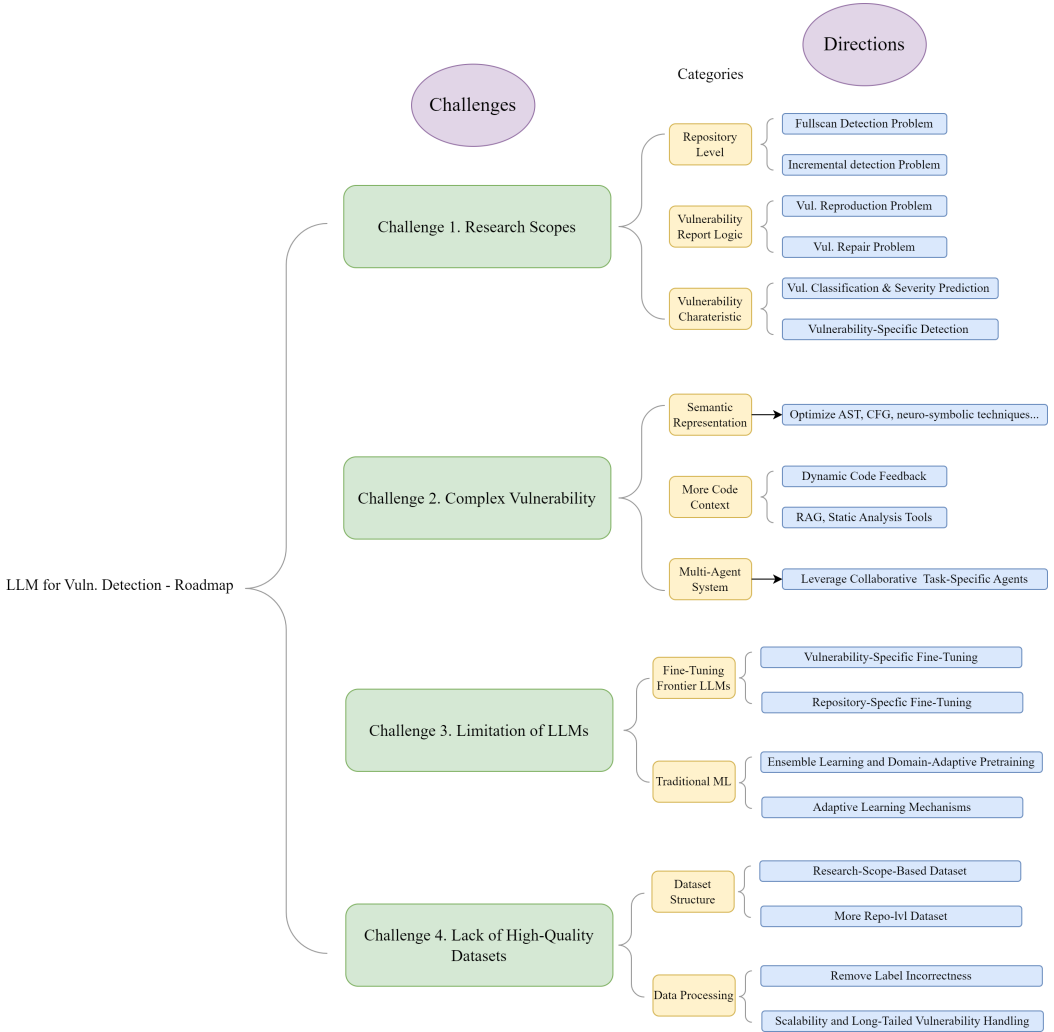 Directions
Challenges
Categories
LLM for Vuln. Detection - Roadmap
Challenge 1. Research Scopes
Repository
Level
Fullscan Detection Problem
Incremental detection Problem
Vulnerability
Report Logic
Vul. Reproduction Problem
Vul. Repair Problem
Vulnerability
Charateristic
Vul. Classification & Severity Prediction
Vulnerability-Specific Detection
Challenge 2. Complex Vulnerability
Semantic
Representation
Optimize AST, CFG, neuro-symbolic techniques...
More Code
Context
Dynamic Code Feedback
RAG, Static Analysis Tools
Multi-Agent
System
Leverage Collaborative  Task-Specific Agents
Challenge 3. Limitation of LLMs
Fine-Tuning
Frontier LLMs
Vulnerability-Specific Fine-Tuning
Repository-Specfic Fine-Tuning
Traditional ML
Ensemble Learning and Domain-Adaptive Pretraining
Adaptive Learning Mechanisms
Challenge 4. Lack of High-Quality
Datasets
Dataset
Structure
Research-Scope-Based Dataset
More Repo-lvl Dataset
Data Processing
Remove Label Incorrectness
Scalability and Long-Tailed Vulnerability Handling